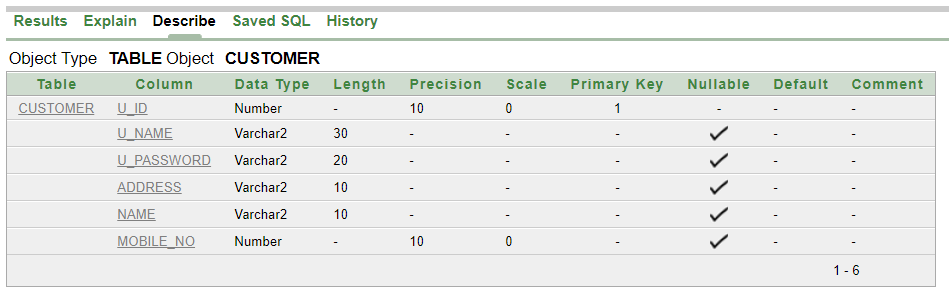 Results Explain Describe Saved SQL History
Object Type TABLE Object CUSTOMER
Table Column Data Type Length Precision Scale Primary Key Nullable Default Comment
CUSTOMER U_ID Number - 10 0 1 - - -
U_NAME Varchar2 30 - - - ✓ - -
U_PASSWORD Varchar2 20 - - - ✓ - -
ADDRESS Varchar2 10 - - - ✓ - -
NAME Varchar2 10 - - - ✓ - -
MOBILE_NO Number - 10 0 - ✓ - -
1 - 6